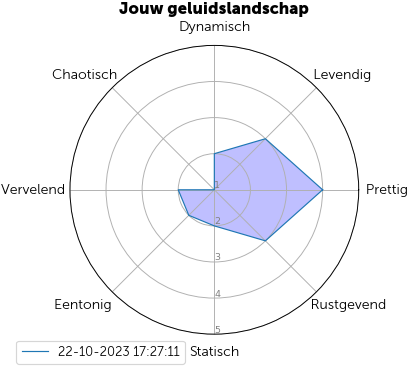 Jouw geluidslandschap
Dynamisch
Chaotisch
Levendig
Vervelend
1
Prettig
2
3
Eentonig
4
Rustgevend
5
22-10-2023 17:27:11
Statisch